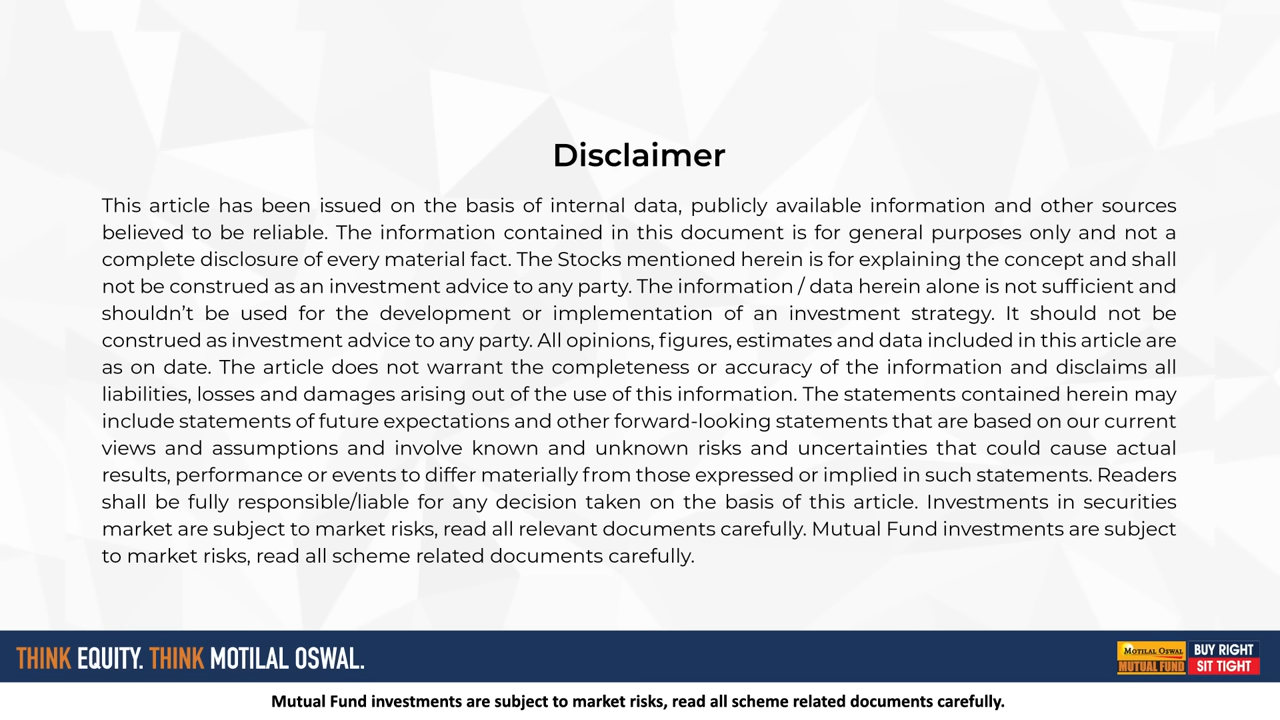 Disclaimer
This article has been issued on the basis of internal data, publicly available information and other sources
believed to be reliable. The information contained in this document is for general purposes only and not a
complete disclosure of every material fact. The Stocks mentioned herein is for explaining the concept and shall
not be construed as an investment advice to any party. The information / data herein alone is not sufficient and
shouldn't be used for the development or implementation of an investment strategy. It should not be
construed as investment advice to any party. All opinions, figures, estimates and data included in this article are
as on date. The article does not warrant the completeness or accuracy of the information and disclaims all
liabilities, losses and damages arising out of the use of this information. The statements contained herein may
include statements of future expectations and other forward-looking statements that are based on our current
views and assumptions and involve known and unknown risks and uncertainties that could cause actual
results, performance or events to differ materially from those expressed or implied in such statements. Readers
shall be fully responsible/liable for any decision taken on the basis of this article. Investments in securities
market are subject to market risks, read all relevant documents carefully. Mutual Fund investments are subject
to market risks, read all scheme related documents carefully.
THINK EQUITY. THINK MOTILAL OSWAL.
MOTILAL OSWAL
MUTUAL FUND
BUY RIGHT
SIT TIGHT
Mutual Fund investments are subject to market risks, read all scheme related documents carefully.